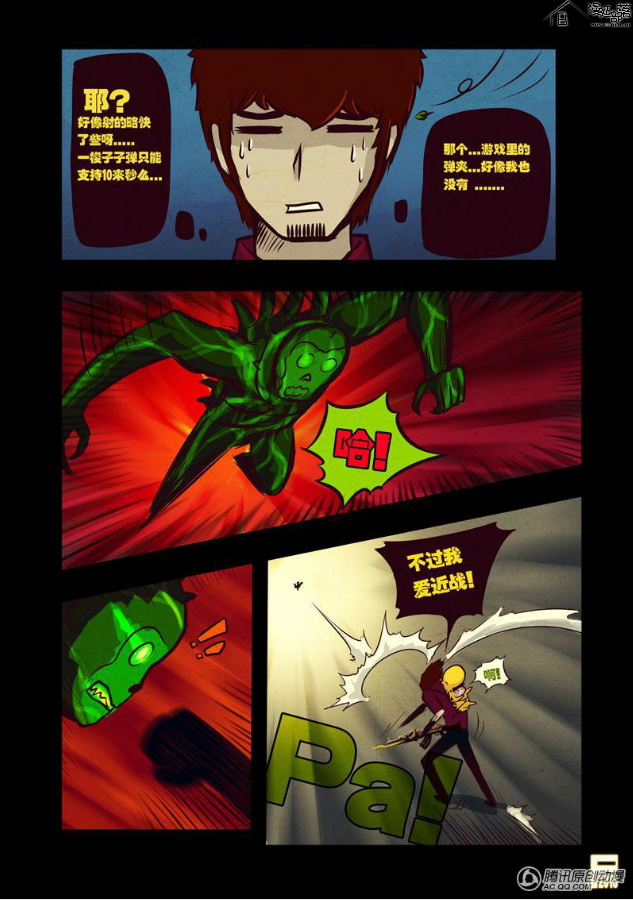 耶?
好像射的略快
了些呀.....
一梭子子弹只能
支持10来秒么...
那个...游戏里的
弹夹...好像我也
没有 .......
哈!
不过我
爱近战!
Pa!
腾讯原创动漫
AC.QQ.COM